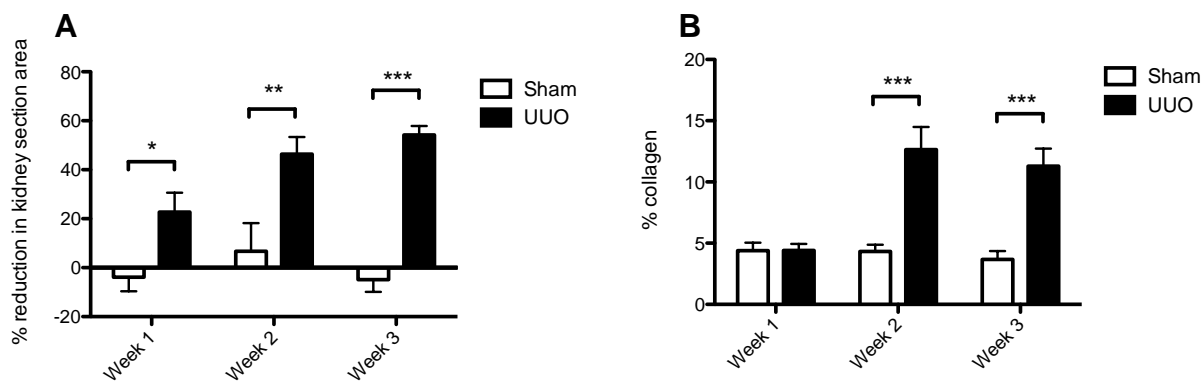 A
% reduction in kidney section area
80
60
40
20
0
-20
*
**
***
Sham
UUO
Week 1
Week 2
Week 3
B
% collagen
20
15
10
5
0
***
***
Sham
UUO
Week 1
Week 2
Week 3